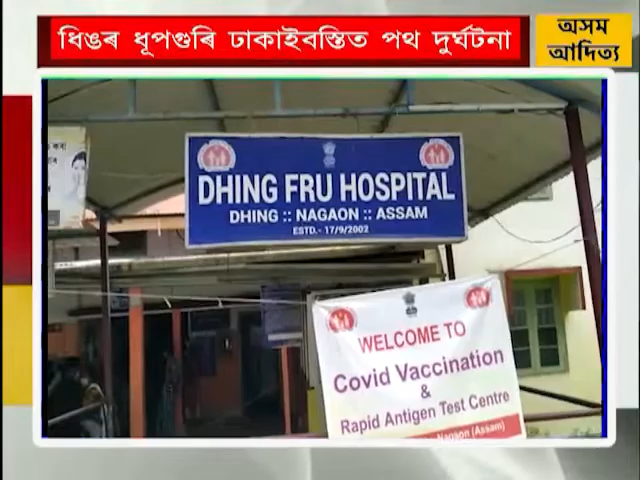 ধিঙৰ ধূপগুৰি ঢাকাইবস্তিত পথ দুৰ্ঘটনা
অসম
আদিত্য
DHING FRU HOSPITAL
DHING :: NAGAON :: ASSAM
ESTD.- 17/9/2002
WELCOME TO
Covid Vaccination
&
Rapid Antigen Test Centre
Nagaon (Assam)